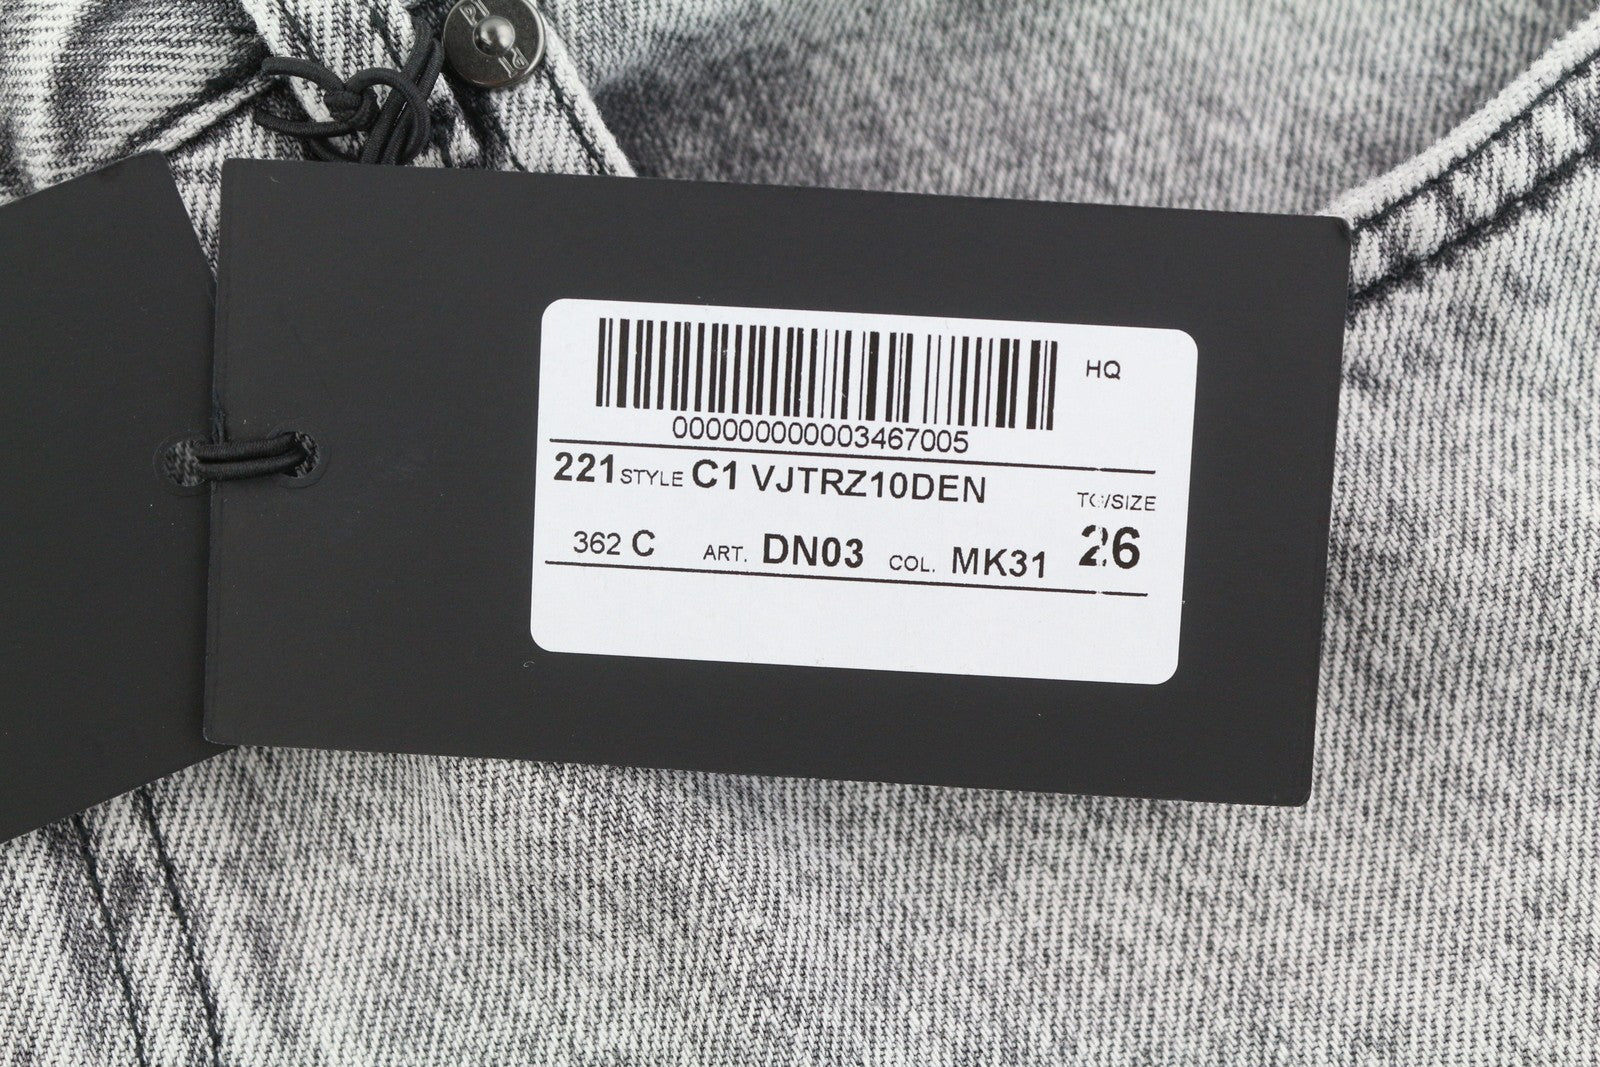 HQ
000000000003467005
221 STYLE C1 VJTRZ10DEN
TG/SIZE
362 C ART. DN03 COL. MK31 26